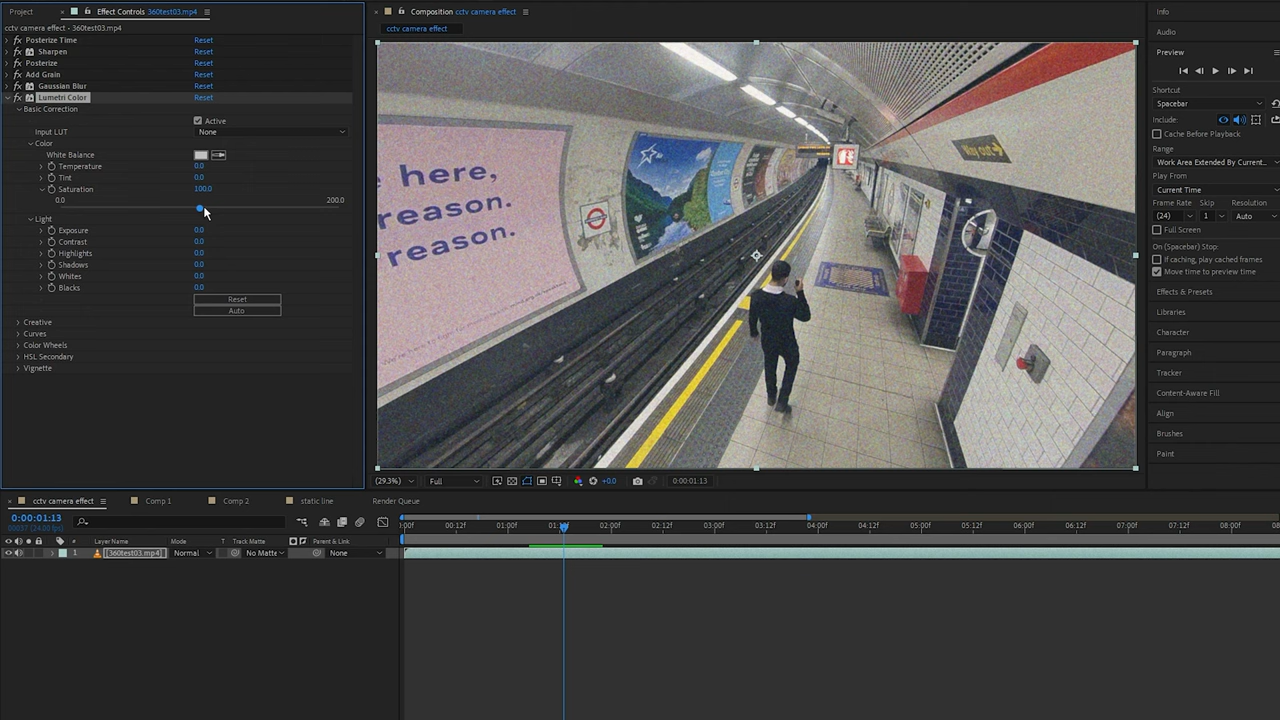 Project
Effect Controls 360test03.mp4
cctv camera effect • 360test03.mp4
Posterize Time Reset
Sharpen Reset
Posterize Reset
Add Grain Reset
Gaussian Blur Reset
Lumetri Color Reset
Basic Correction
Active
Input LUT None
Color
White Balance
Temperature 0.0
Tint 0.0
Saturation 100.0
0.0 200.0
Light
Exposure 0.0
Contrast 0.0
Highlights 0.0
Shadows 0.0
Whites 0.0
Blacks 0.0
Reset
Auto
Creative
Curves
Color Wheels
HSL Secondary
Vignette
Composition cctv camera effect
cctv camera effect
here,
reason.
reason.
Way out
(29.3%) Full +0.0 0:00:01:13
Info
Audio
Preview
Shortcut
Spacebar
Include:
Cache Before Playback
Range
Work Area Extended By Current...
Play From
Current Time
Frame Rate Skip Resolution
(24) 1 Auto
Full Screen
On (Spacebar) Stop:
If caching, play cached frames
Move time to preview time
Effects & Presets
Libraries
Character
Paragraph
Tracker
Content-Aware Fill
Align
Brushes
Paint
cctv camera effect Comp 1 Comp 2 static line Render Queue
0:00:01:13
00037 (24.00 fps)
# Layer Name Mode T Track Matte Parent & Link
1 [360test03.mp4] Normal No Matte None
:00f 00:12f 01:00f 02:00f 02:12f 03:00f 03:12f 04:00f 04:12f 05:00f 05:12f 06:00f 06:12f 07:00f 07:12f 08:00f